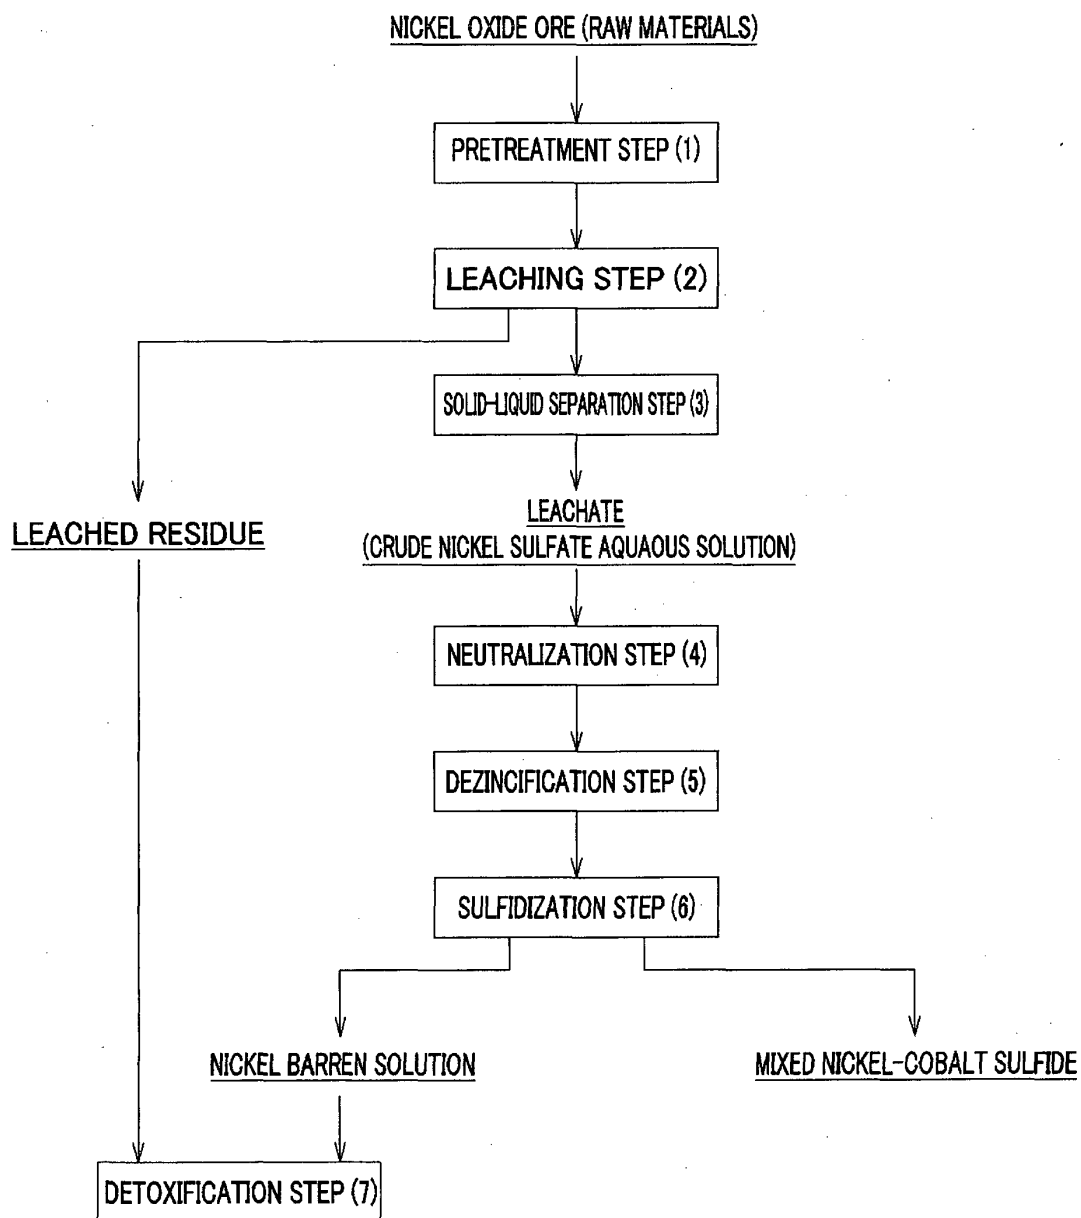 NICKEL OXIDE ORE (RAW MATERIALS)
PRETREATMENT STEP (1)
LEACHING STEP (2)
SOLID-LIQUID SEPARATION STEP (3)
LEACHED RESIDUE
LEACHATE
(CRUDE NICKEL SULFATE AQUAOUS SOLUTION)
NEUTRALIZATION STEP (4)
DEZINCIFICATION STEP (5)
SULFIDIZATION STEP (6)
NICKEL BARREN SOLUTION
MIXED NICKEL-COBALT SULFIDE
DETOXIFICATION STEP (7)